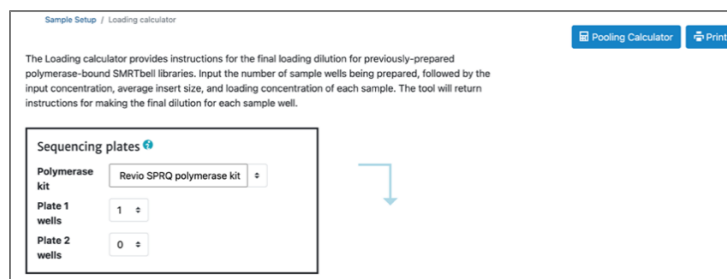 Sample Setup / Loading calculator
Pooling Calculator
Print
The Loading calculator provides instructions for the final loading dilution for previously-prepared
polymerase-bound SMRTbell libraries. Input the number of sample wells being prepared, followed by the
input concentration, average insert size, and loading concentration of each sample. The tool will return
instructions for making the final dilution for each sample well.
Sequencing plates
Polymerase kit Revio SPRQ polymerase kit
Plate 1 wells 1
Plate 2 wells 0